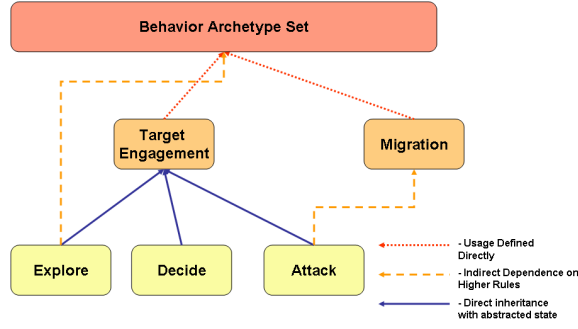 Behavior Archetype Set
Target
Engagement
Migration
Explore
Decide
Attack
- Usage Defined
Directly
- Indirect Dependence on
Higher Rules
- Direct inheritance
with abstracted state